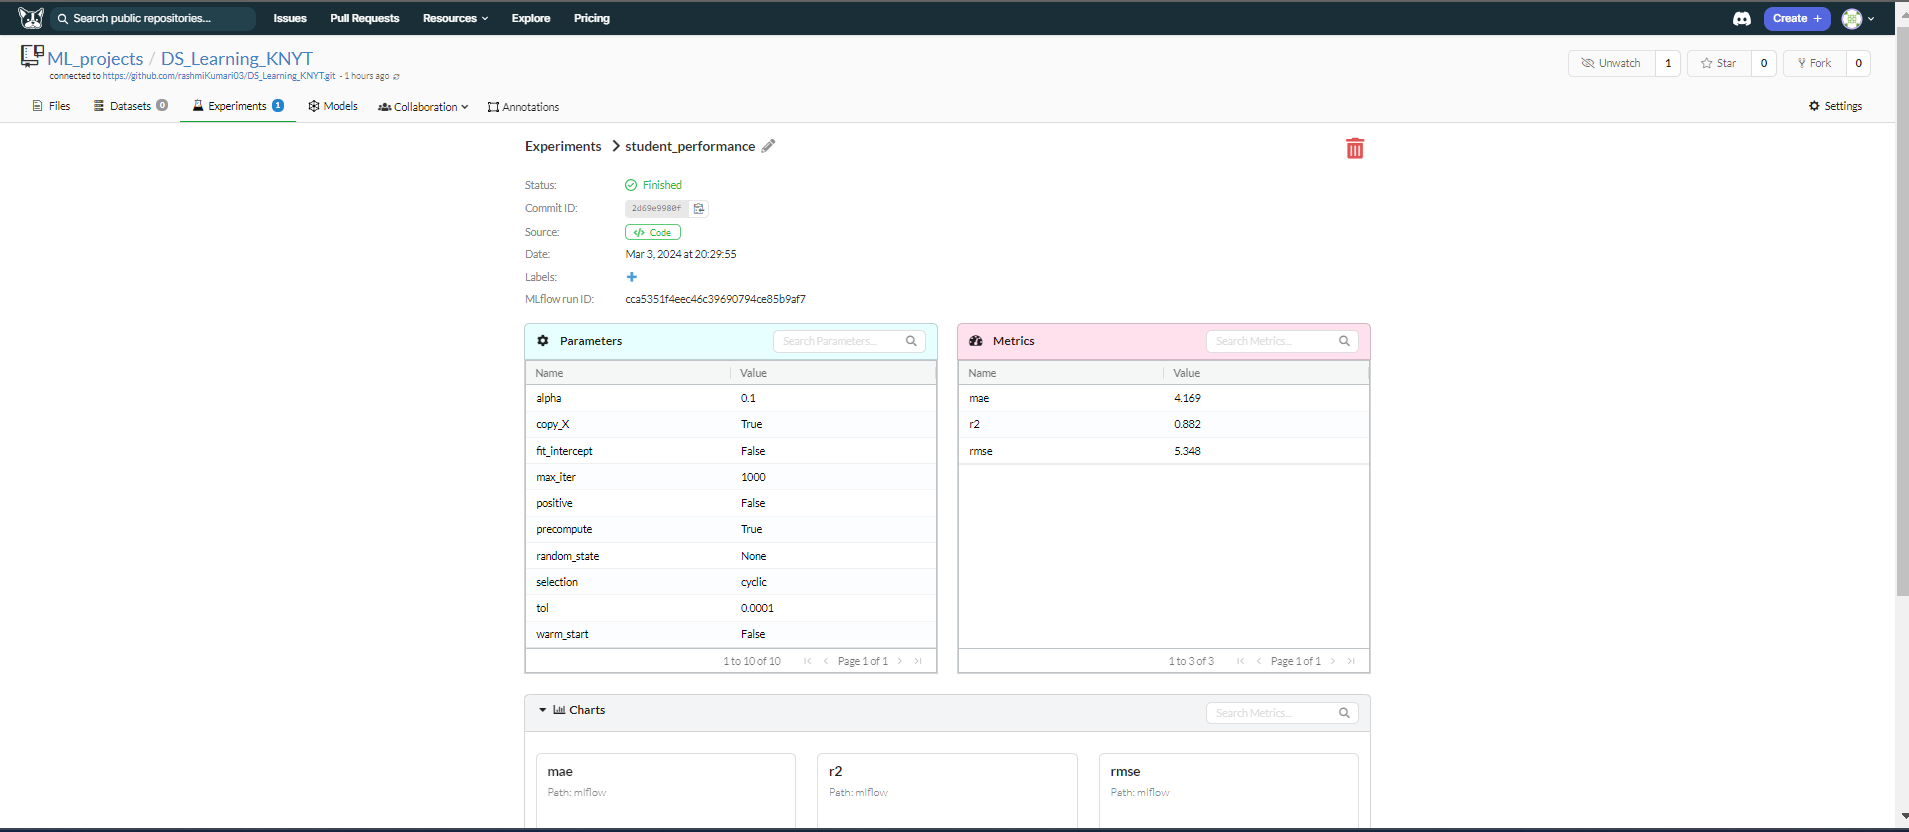 Search public repositories...
Issues
Pull Requests
Resources
Explore
Pricing
Create +
ML_projects / DS_Learning_KNYT
connected to https://github.com/rashmiKumari03/DS_Learning_KNYT.git - 1 hours ago
Unwatch 1
Star 0
Fork 0
Files
Datasets 0
Experiments 1
Models
Collaboration
Annotations
Settings
Experiments > student_performance
Status: Finished
Commit ID: 2d69e9980f
Source: </> Code
Date: Mar 3, 2024 at 20:29:55
Labels: +
MLflow run ID: cca5351f4eec46c39690794ce85b9af7
Parameters
Search Parameters...
Name Value
alpha 0.1
copy_X True
fit_intercept False
max_iter 1000
positive False
precompute True
random_state None
selection cyclic
tol 0.0001
warm_start False
1 to 10 of 10 Page 1 of 1
Metrics
Search Metrics...
Name Value
mae 4.169
r2 0.882
rmse 5.348
1 to 3 of 3 Page 1 of 1
Charts
Search Metrics...
mae
Path: mlflow
r2
Path: mlflow
rmse
Path: mlflow